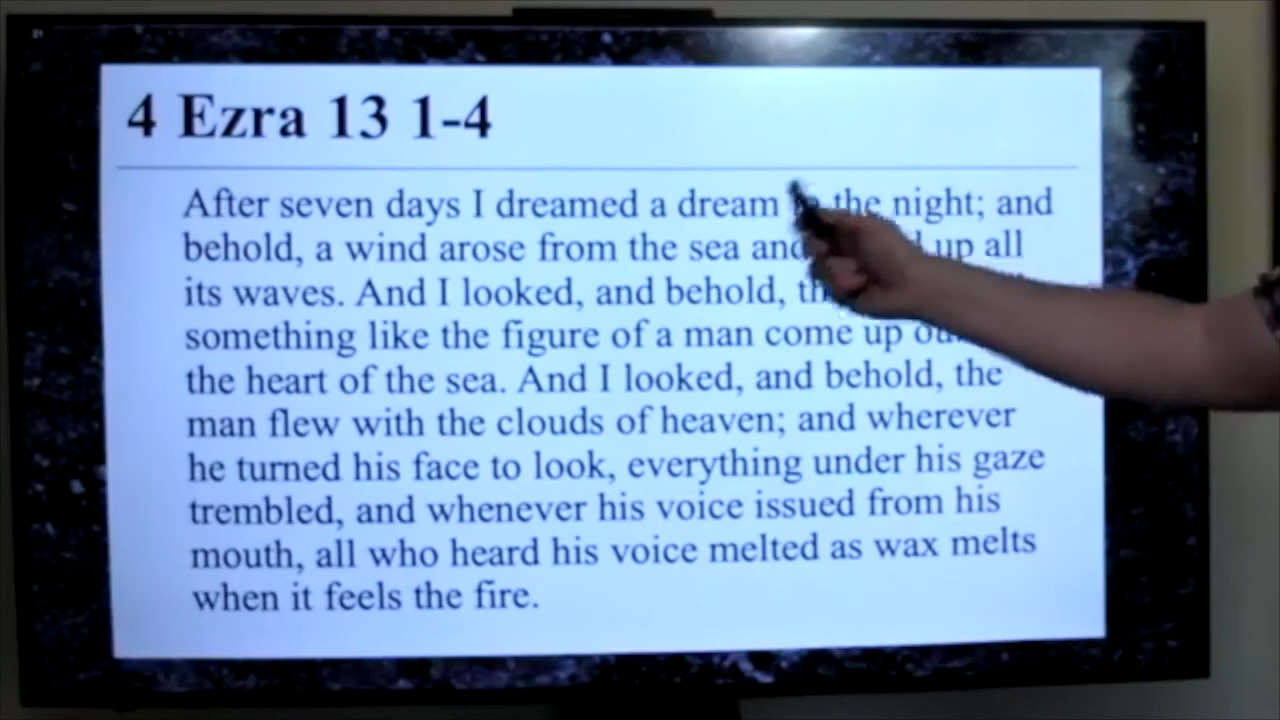 4 Ezra 13 1-4
After seven days I dreamed a dream the night; and
behold, a wind arose from the sea and up all
its waves. And I looked, and behold,
something like the figure of a man come up
the heart of the sea. And I looked, and behold, the
man flew with the clouds of heaven; and wherever
he turned his face to look, everything under his gaze
trembled, and whenever his voice issued from his
mouth, all who heard his voice melted as wax melts
when it feels the fire.